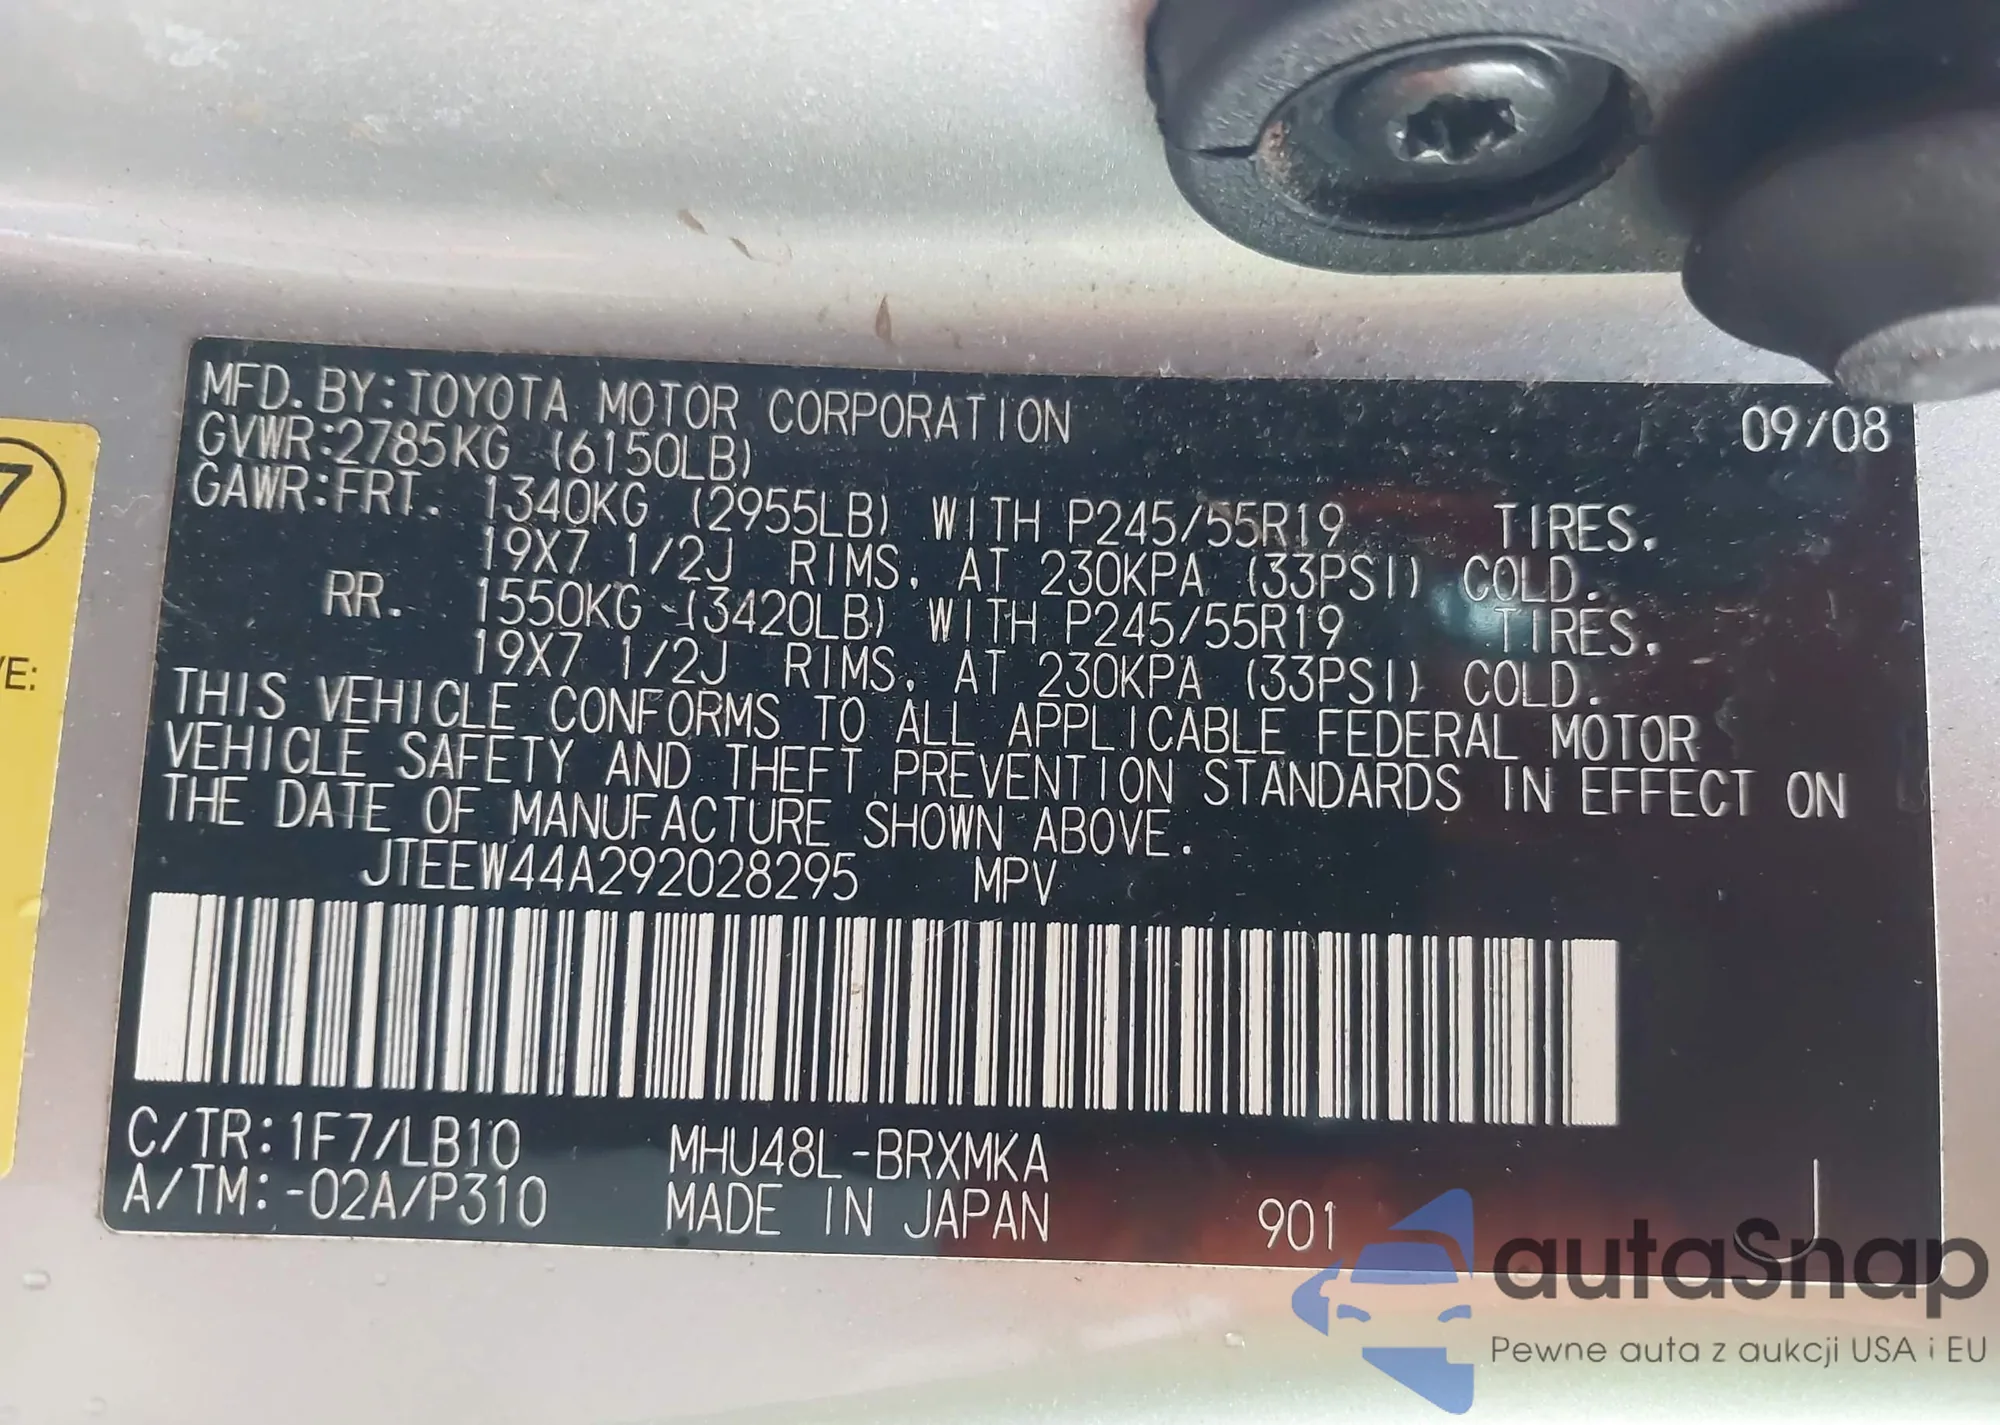 MFD. BY: TOYOTA MOTOR CORPORATION 09/08
GVWR: 2785KG (6150LB)
GAWR: FRT. 1340KG (2955LB) WITH P245/55R19 TIRES.
19X7 1/2J RIMS, AT 230KPA (33PSI) COLD.
RR. 1550KG (3420LB) WITH P245/55R19 TIRES.
19X7 1/2J RIMS, AT 230KPA (33PSI) COLD.
THIS VEHICLE CONFORMS TO ALL APPLICABLE FEDERAL MOTOR
VEHICLE SAFETY AND THEFT PREVENTION STANDARDS IN EFFECT ON
THE DATE OF MANUFACTURE SHOWN ABOVE.
JTEEW44A292028295 MPV
C/TR: 1F7/LB10 MHU48L-BRXMKA
A/TM: -02A/P310 MADE IN JAPAN 901 J
7
VE:
autoSnap
Pewne auta z aukcji USA i EU